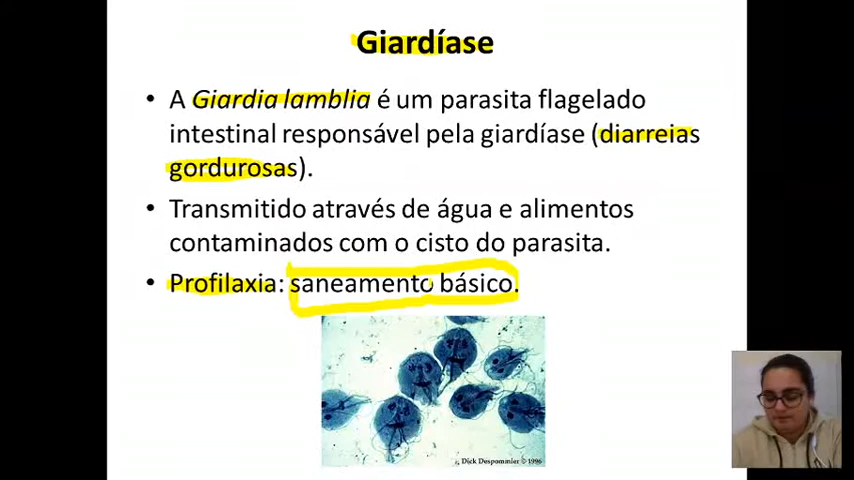 Giardíase
• A Giardia lamblia é um parasita flagelado
intestinal responsável pela giardíase (diarreias
gordurosas).
• Transmitido através de água e alimentos
contaminados com o cisto do parasita.
• Profilaxia: saneamento básico.
Dick Despommier © 1996